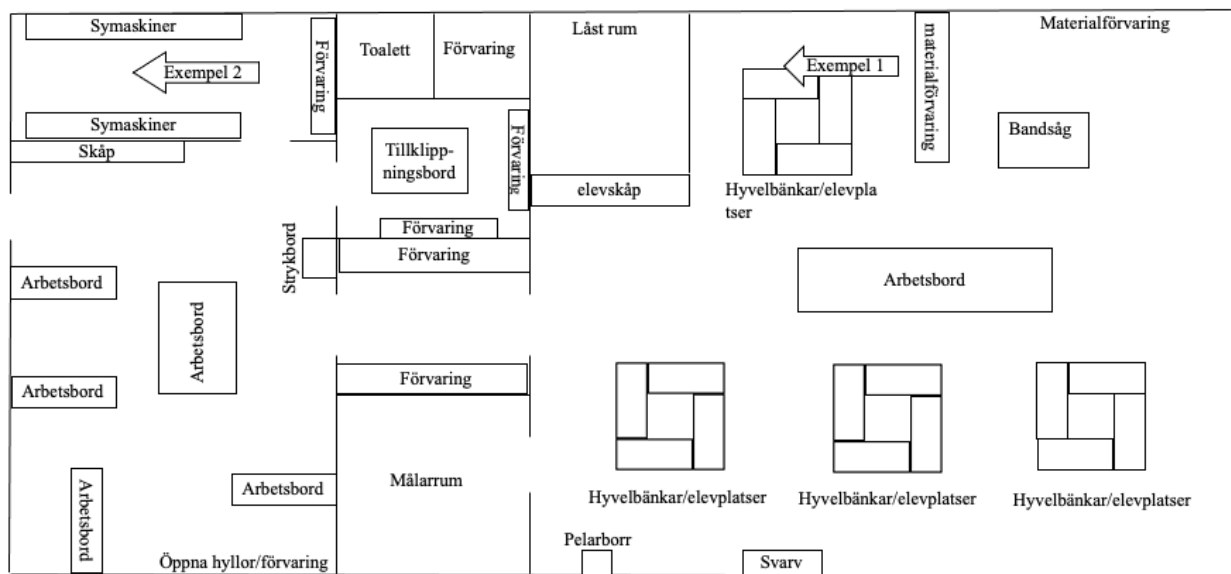 Symaskiner
Exempel 2
Symaskiner
Skåp
Förvaring
Toalett
Förvaring
Låst rum
Exempel 1
materialförvaring
Materialförvaring
Bandsåg
Tillklipp-
ningsbord
Förvaring
elevskåp
Hyvelbänkar/elevpla
tser
Förvaring
Förvaring
Strykbord
Arbetsbord
Arbetsbord
Arbetsbord
Arbetsbord
Förvaring
Arbetsbord
Arbetsbord
Målarrum
Hyvelbänkar/elevplatser
Hyvelbänkar/elevplatser
Hyvelbänkar/elevplatser
Öppna hyllor/förvaring
Pelarborr
Svarv